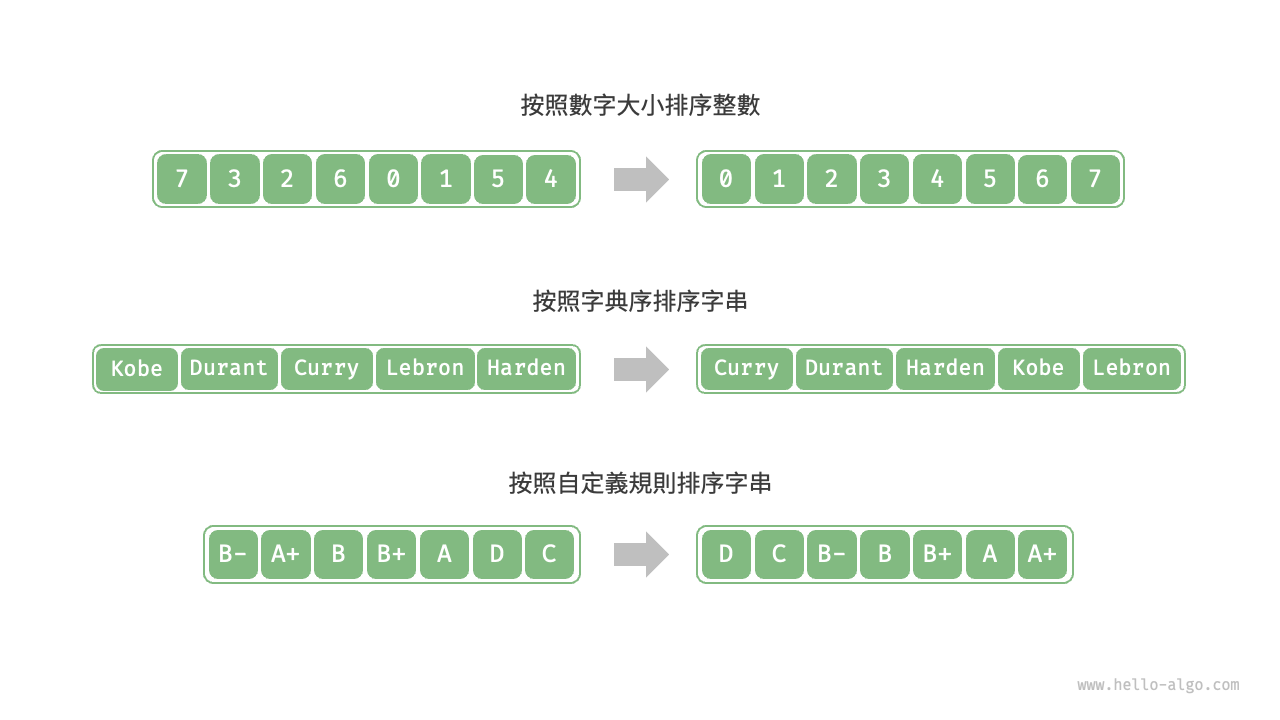 按照數字大小排序整數
7 3 2 6 0 1 5 4 0 1 2 3 4 5 6 7
按照字典序排序字串
Kobe Durant Curry Lebron Harden Curry Durant Harden Kobe Lebron
按照自定義規則排序字串
B- A+ B B+ A D C D C B- B B+ A A+
www.hello-algo.com